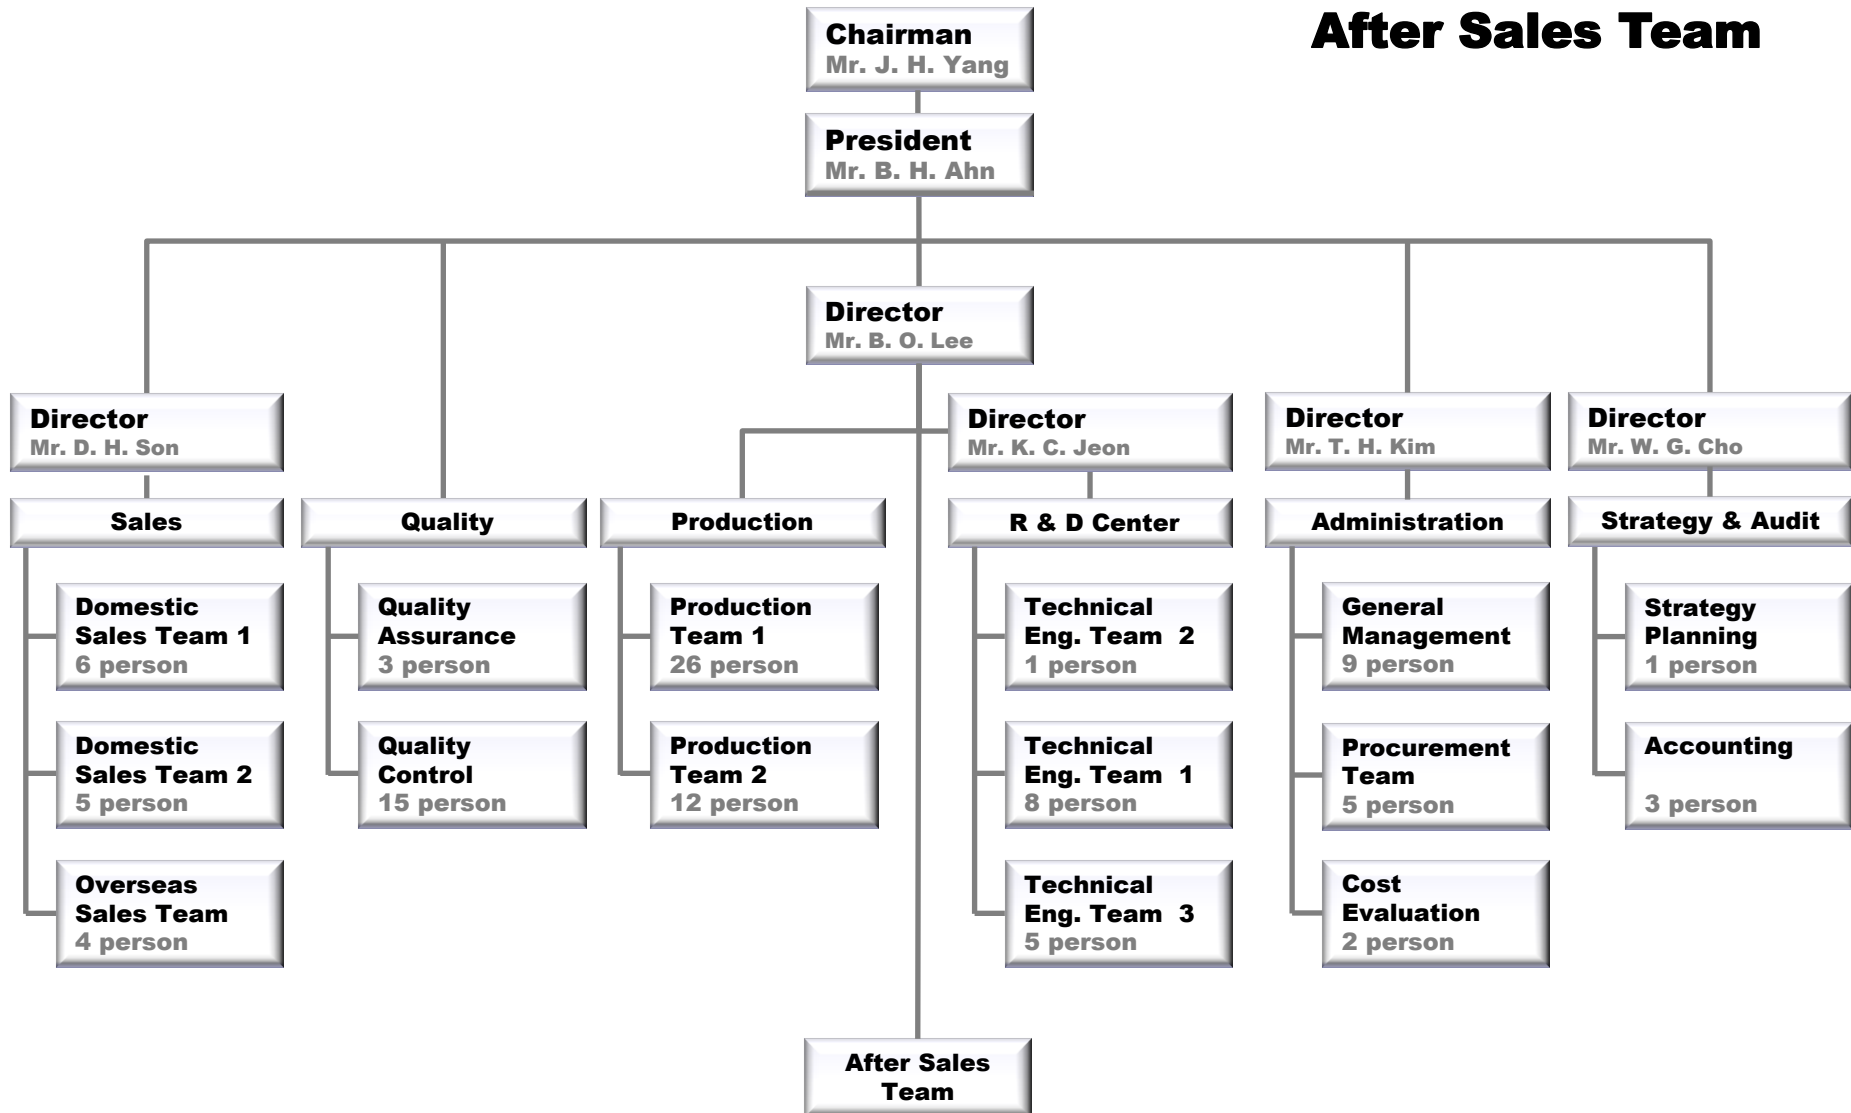 After Sales Team
Chairman
Mr. J. H. Yang
President
Mr. B. H. Ahn
Director
Mr. B. O. Lee
Director
Mr. D. H. Son
Director
Mr. K. C. Jeon
Director
Mr. T. H. Kim
Director
Mr. W. G. Cho
Sales
Domestic
Sales Team 1
6 person
Domestic
Sales Team 2
5 person
Overseas
Sales Team
4 person
Quality
Quality
Assurance
3 person
Quality
Control
15 person
Production
Production
Team 1
26 person
Production
Team 2
12 person
R & D Center
Technical
Eng. Team 2
1 person
Technical
Eng. Team 1
8 person
Technical
Eng. Team 3
5 person
Administration
General
Management
9 person
Procurement
Team
5 person
Cost
Evaluation
2 person
Strategy & Audit
Strategy
Planning
1 person
Accounting
3 person
After Sales
Team